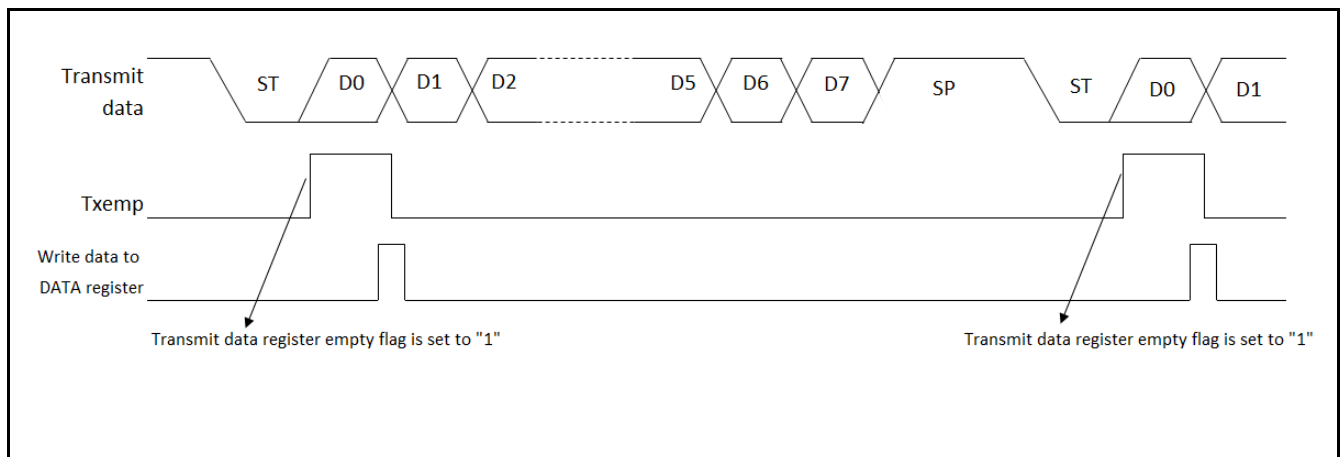 Transmit
data
ST D0 D1 D2 D5 D6 D7 SP ST D0 D1
Txemp
Write data to
DATA register
Transmit data register empty flag is set to "1" Transmit data register empty flag is set to "1"